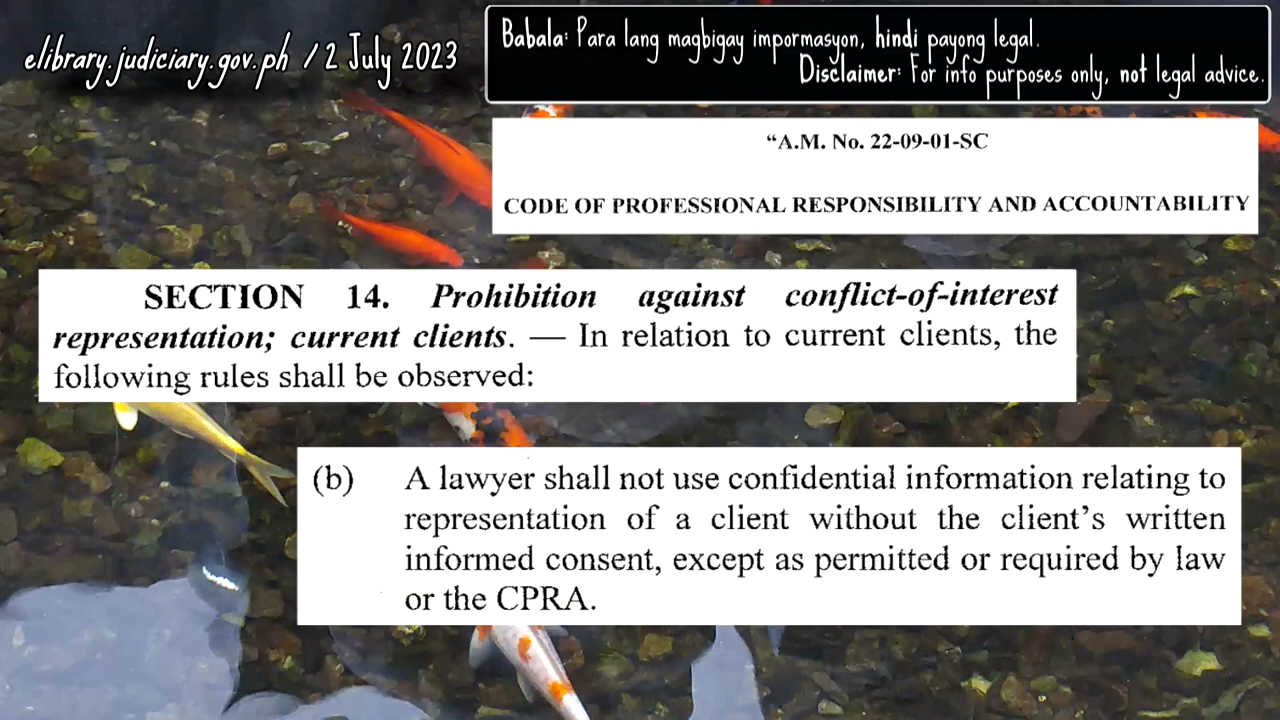 elibrary.judiciary.gov.ph / 2 July 2023
Babala: Para lang magbigay impormasyon, hindi payong legal.
Disclaimer: For info purposes only, not legal advice.
“A.M. No. 22-09-01-SC
CODE OF PROFESSIONAL RESPONSIBILITY AND ACCOUNTABILITY
SECTION 14. Prohibition against conflict-of-interest
representation; current clients. — In relation to current clients, the
following rules shall be observed:
(b) A lawyer shall not use confidential information relating to
representation of a client without the client’s written
informed consent, except as permitted or required by law
or the CPRA.